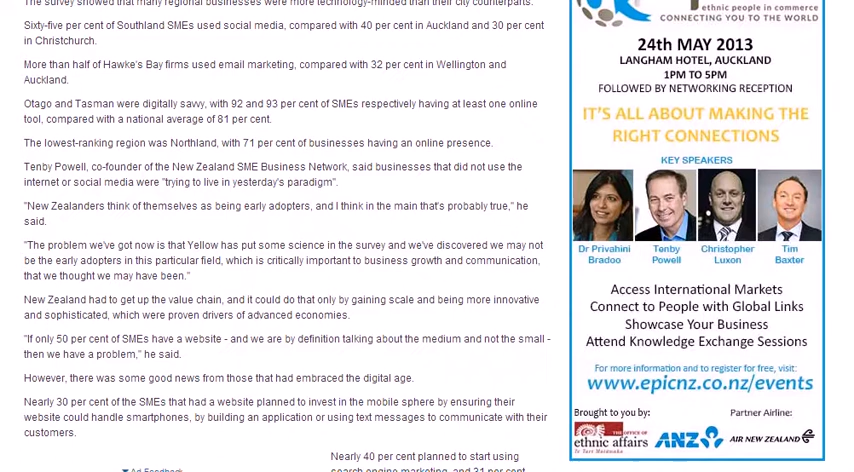 The survey showed that many regional businesses were more technology-minded than their city counterparts.
Sixty-five per cent of Southland SMEs used social media, compared with 40 per cent in Auckland and 30 per cent
in Christchurch.
More than half of Hawke's Bay firms used email marketing, compared with 32 per cent in Wellington and
Auckland.
Otago and Tasman were digitally savvy, with 92 and 93 per cent of SMEs respectively having at least one online
tool, compared with a national average of 81 per cent.
The lowest-ranking region was Northland, with 71 per cent of businesses having an online presence.
Tenby Powell, co-founder of the New Zealand SME Business Network, said businesses that did not use the
internet or social media were "trying to live in yesterday's paradigm".
"New Zealanders think of themselves as being early adopters, and I think in the main that's probably true," he
said.
"The problem we've got now is that Yellow has put some science in the survey and we've discovered we may not
be the early adopters in this particular field, which is critically important to business growth and communication,
that we thought we may have been."
New Zealand had to get up the value chain, and it could do that only by gaining scale and being more innovative
and sophisticated, which were proven drivers of advanced economies.
"If only 50 per cent of SMEs have a website - and we are by definition talking about the medium and not the small -
then we have a problem," he said.
However, there was some good news from those that had embraced the digital age.
Nearly 30 per cent of the SMEs that had a website planned to invest in the mobile sphere by ensuring their
website could handle smartphones, by building an application or using text messages to communicate with their
customers.
Nearly 40 per cent planned to start using
search engine marketing, and 31 per cent
Ad Feedback
ethnic people in commerce
CONNECTING YOU TO THE WORLD
24th MAY 2013
LANGHAM HOTEL, AUCKLAND
1PM TO 5PM
FOLLOWED BY NETWORKING RECEPTION
IT'S ALL ABOUT MAKING THE
RIGHT CONNECTIONS
KEY SPEAKERS
Dr Privahini Bradoo
Tenby Powell
Christopher Luxon
Tim Baxter
Access International Markets
Connect to People with Global Links
Showcase Your Business
Attend Knowledge Exchange Sessions
For more information and to register for free, visit:
www.epicnz.co.nz/events
Brought to you by:
Partner Airline:
THE OFFICE OF
ethnic affairs
Te Tari Matawaka
ANZ
AIR NEW ZEALAND